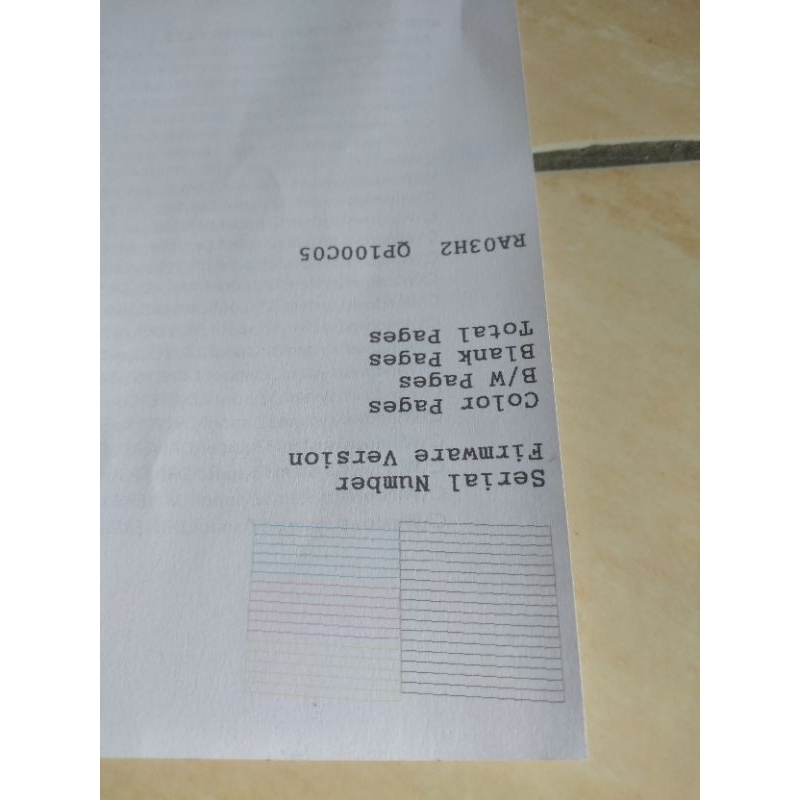 Serial Number
Firmware Version
Color Pages
B/W Pages
Blank Pages
Total Pages
RA03H2 QP100C05